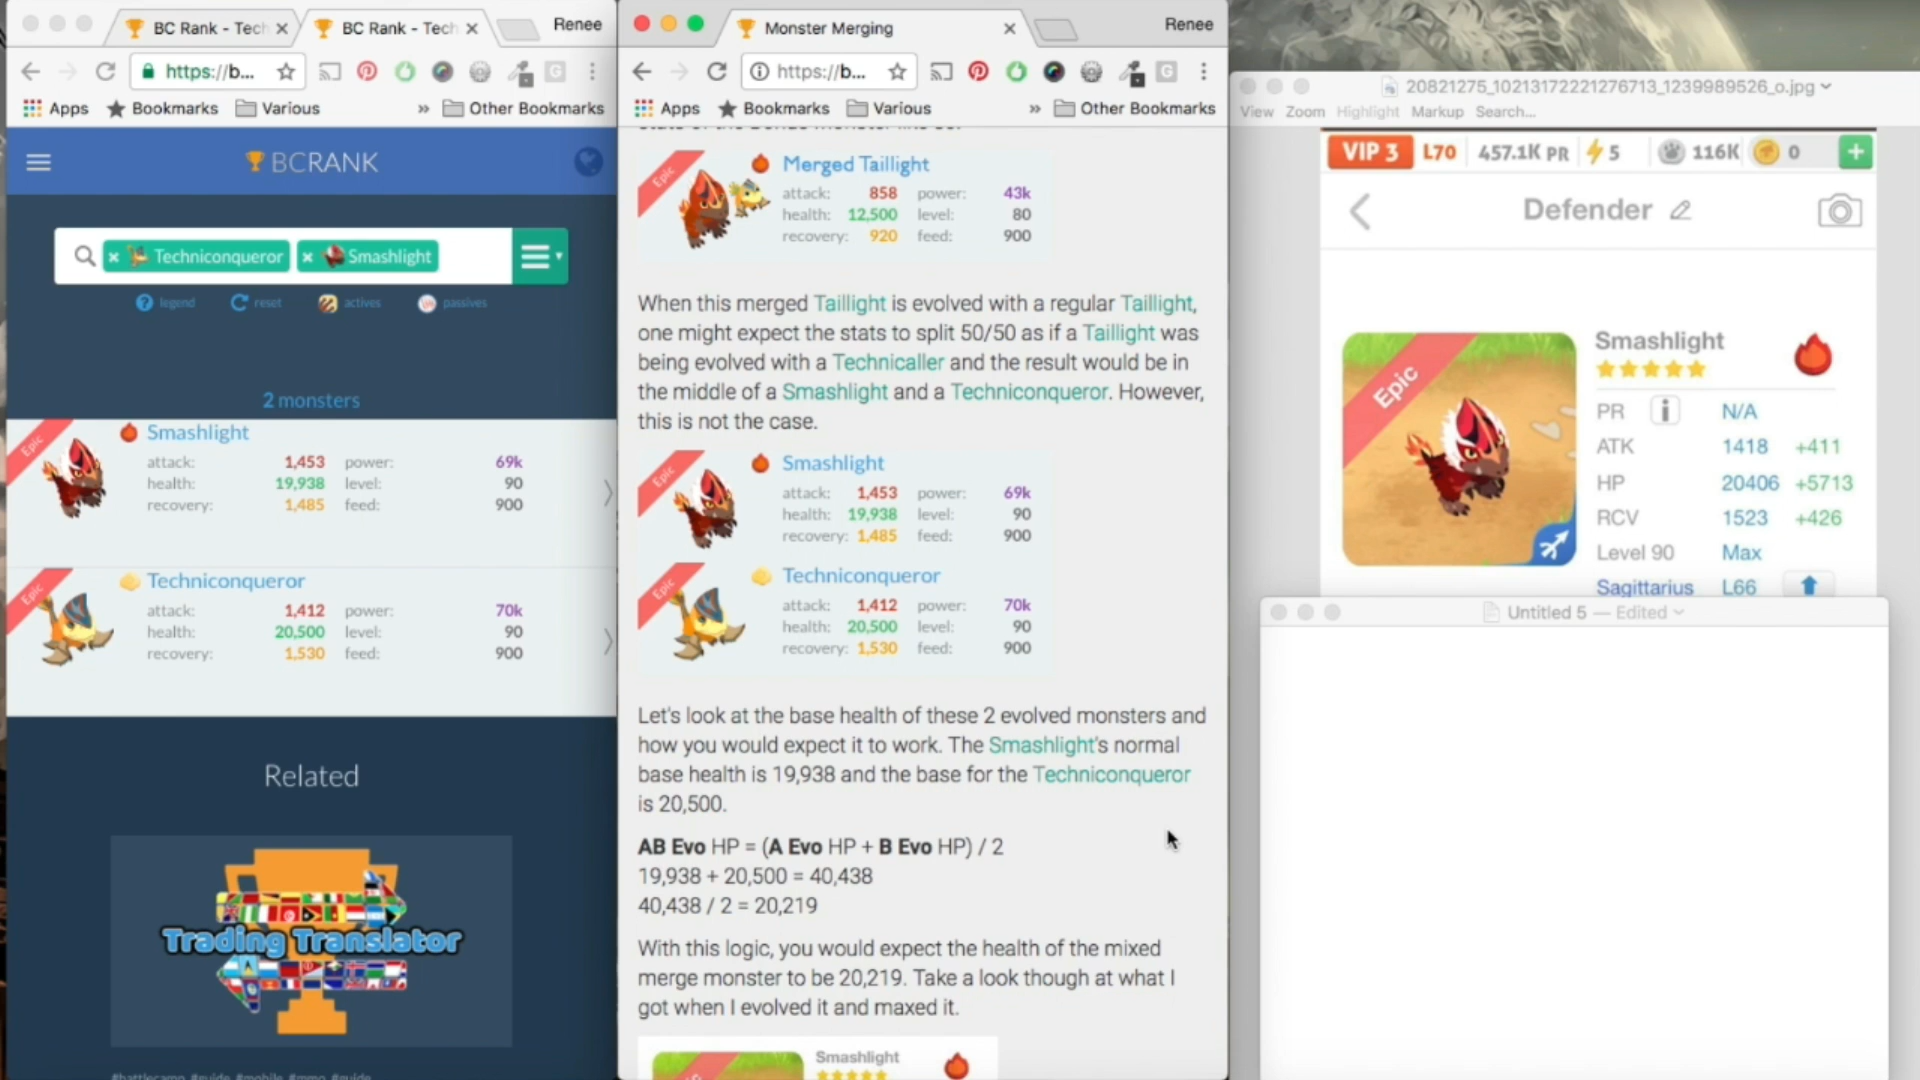 BC Rank - Tech
BC Rank - Tech
Renee
https://b...
Apps
Bookmarks
Various
»
Other Bookmarks
BCRANK
× Techniconqueror
× Smashlight
legend
reset
actives
passives
2 monsters
Epic
Smashlight
attack: 1,453 power: 69k
health: 19,938 level: 90
recovery: 1,485 feed: 900
Epic
Techniconqueror
attack: 1,412 power: 70k
health: 20,500 level: 90
recovery: 1,530 feed: 900
Related
Trading Translator
#battlecamp #guide #mobile #mmo #guide
Monster Merging
Renee
https://b...
Apps
Bookmarks
Various
»
Other Bookmarks
Epic
Merged Taillight
attack: 858 power: 43k
health: 12,500 level: 80
recovery: 920 feed: 900
When this merged Taillight is evolved with a regular Taillight,
one might expect the stats to split 50/50 as if a Taillight was
being evolved with a Technicaller and the result would be in
the middle of a Smashlight and a Techniconqueror. However,
this is not the case.
Epic
Smashlight
attack: 1,453 power: 69k
health: 19,938 level: 90
recovery: 1,485 feed: 900
Epic
Techniconqueror
attack: 1,412 power: 70k
health: 20,500 level: 90
recovery: 1,530 feed: 900
Let's look at the base health of these 2 evolved monsters and
how you would expect it to work. The Smashlight's normal
base health is 19,938 and the base for the Techniconqueror
is 20,500.
AB Evo HP = (A Evo HP + B Evo HP) / 2
19,938 + 20,500 = 40,438
40,438 / 2 = 20,219
With this logic, you would expect the health of the mixed
merge monster to be 20,219. Take a look though at what I
got when I evolved it and maxed it.
Smashlight
20821275_10213172221276713_1239989526_o.jpg
View Zoom Highlight Markup Search...
VIP 3 L70 457.1K PR 5 116K 0 +
Defender
Epic
Smashlight
PR i N/A
ATK 1418 +411
HP 20406 +5713
RCV 1523 +426
Level 90 Max
Sagittarius L66
Untitled 5 — Edited